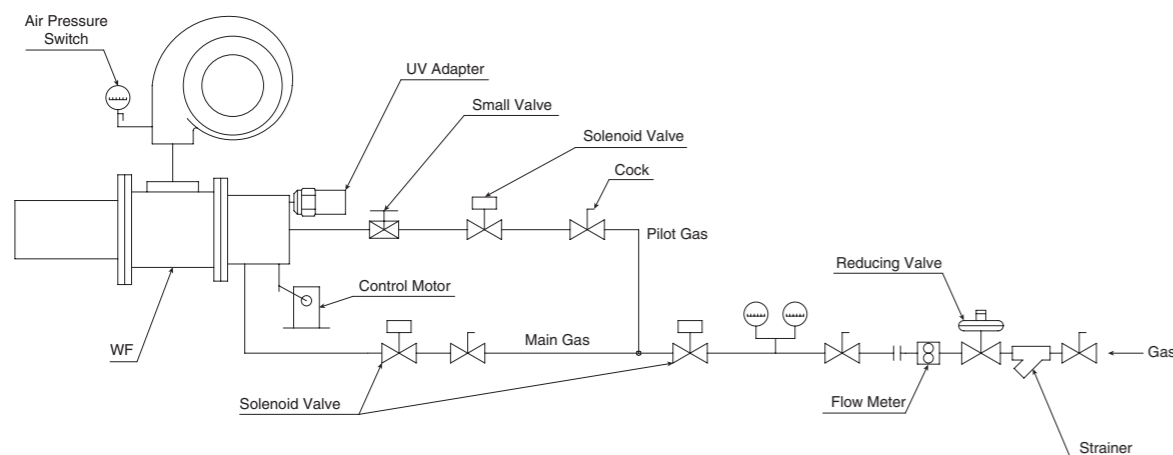 Air Pressure
Switch
UV Adapter
Small Valve
Solenoid Valve
Cock
Pilot Gas
Reducing Valve
Control Motor
WF
Main Gas
Gas
Solenoid Valve
Flow Meter
Strainer